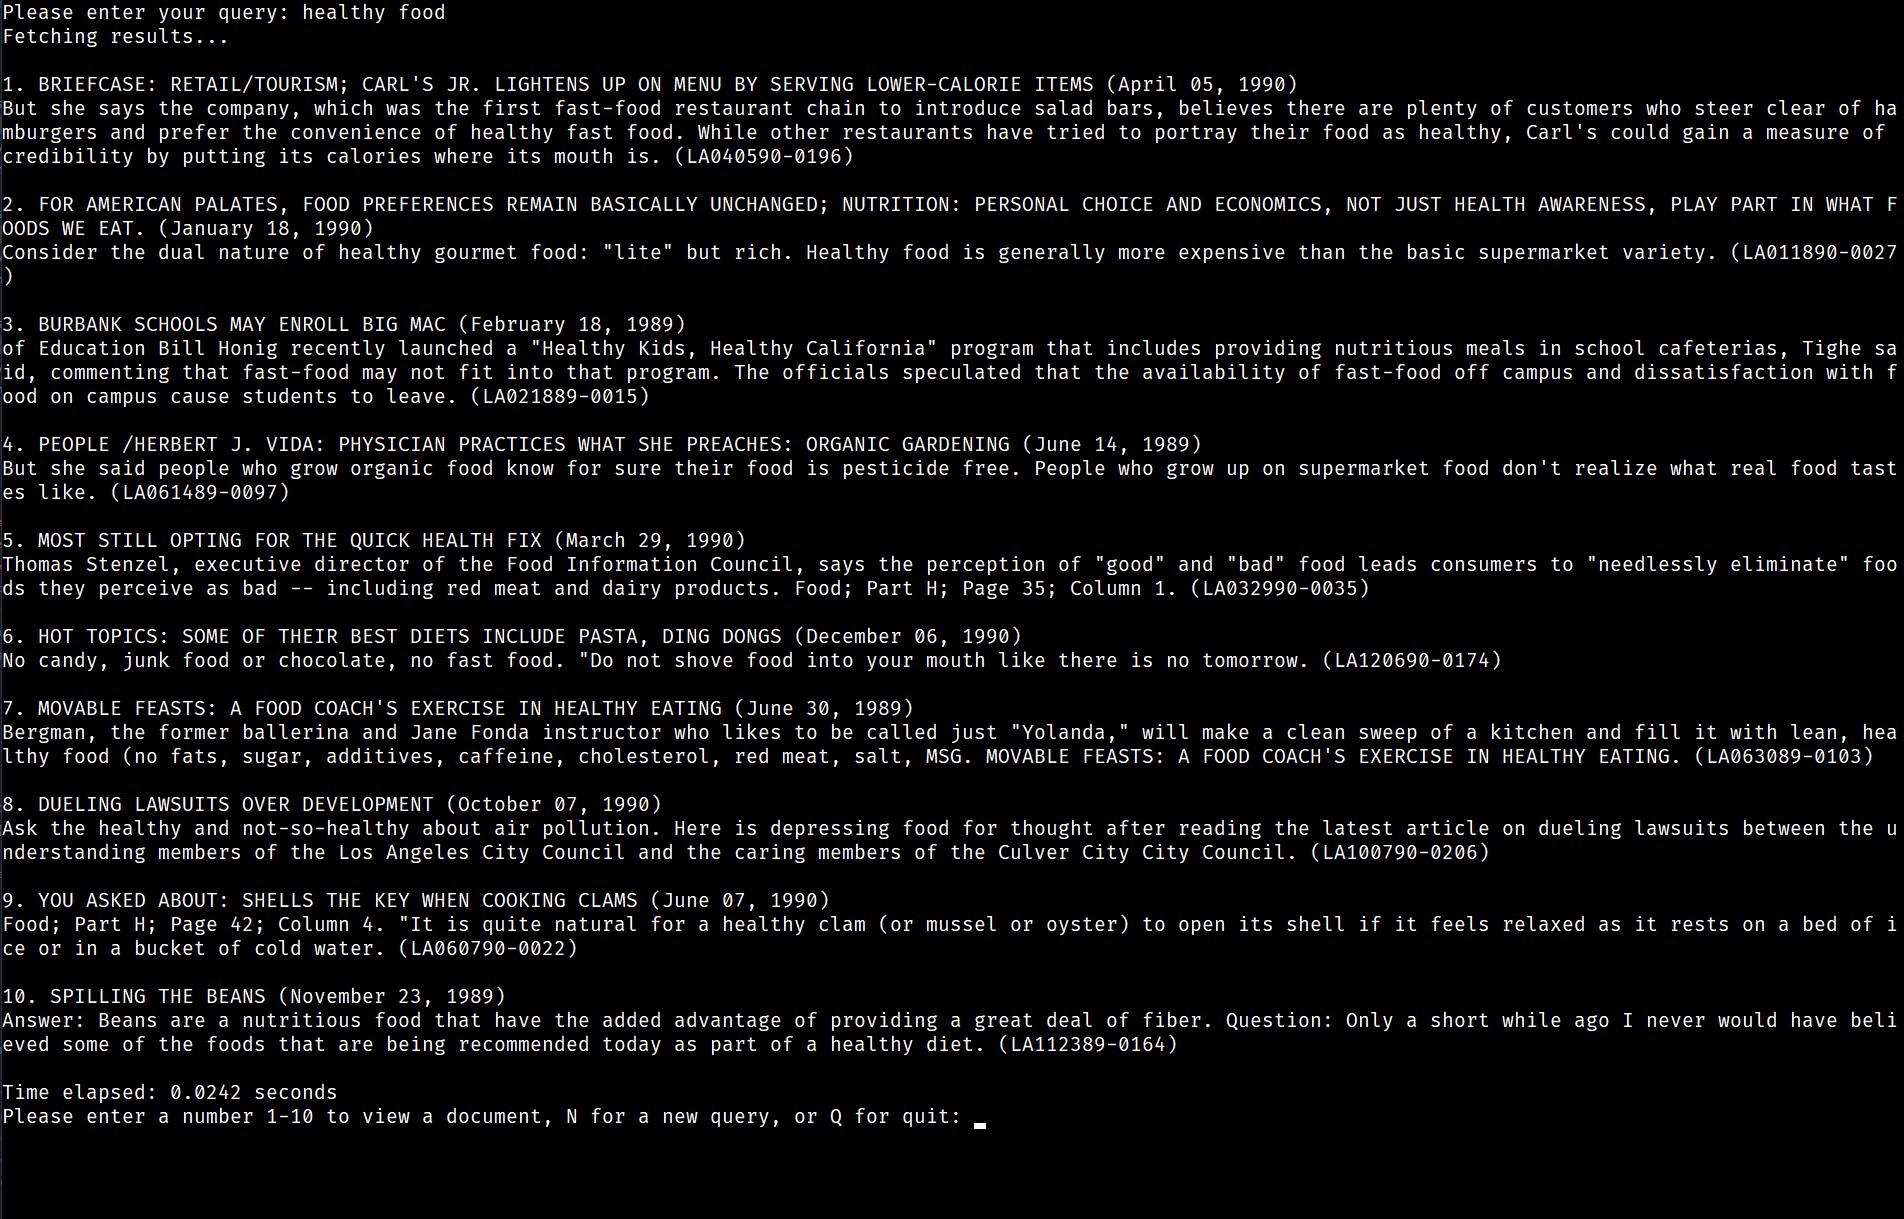 Please enter your query: healthy food
Fetching results...
1. BRIEFCASE: RETAIL/TOURISM; CARL'S JR. LIGHTENS UP ON MENU BY SERVING LOWER-CALORIE ITEMS (April 05, 1990)
But she says the company, which was the first fast-food restaurant chain to introduce salad bars, believes there are plenty of customers who steer clear of ha
mburgers and prefer the convenience of healthy fast food. While other restaurants have tried to portray their food as healthy, Carl's could gain a measure of
credibility by putting its calories where its mouth is. (LA040590-0196)
2. FOR AMERICAN PALATES, FOOD PREFERENCES REMAIN BASICALLY UNCHANGED; NUTRITION: PERSONAL CHOICE AND ECONOMICS, NOT JUST HEALTH AWARENESS, PLAY PART IN WHAT F
OODS WE EAT. (January 18, 1990)
Consider the dual nature of healthy gourmet food: "lite" but rich. Healthy food is generally more expensive than the basic supermarket variety. (LA011890-0027
)
3. BURBANK SCHOOLS MAY ENROLL BIG MAC (February 18, 1989)
of Education Bill Honig recently launched a "Healthy Kids, Healthy California" program that includes providing nutritious meals in school cafeterias, Tighe sa
id, commenting that fast-food may not fit into that program. The officials speculated that the availability of fast-food off campus and dissatisfaction with f
ood on campus cause students to leave. (LA021889-0015)
4. PEOPLE /HERBERT J. VIDA: PHYSICIAN PRACTICES WHAT SHE PREACHES: ORGANIC GARDENING (June 14, 1989)
But she said people who grow organic food know for sure their food is pesticide free. People who grow up on supermarket food don't realize what real food tast
es like. (LA061489-0097)
5. MOST STILL OPTING FOR THE QUICK HEALTH FIX (March 29, 1990)
Thomas Stenzel, executive director of the Food Information Council, says the perception of "good" and "bad" food leads consumers to "needlessly eliminate" foo
ds they perceive as bad -- including red meat and dairy products. Food; Part H; Page 35; Column 1. (LA032990-0035)
6. HOT TOPICS: SOME OF THEIR BEST DIETS INCLUDE PASTA, DING DONGS (December 06, 1990)
No candy, junk food or chocolate, no fast food. "Do not shove food into your mouth like there is no tomorrow. (LA120690-0174)
7. MOVABLE FEASTS: A FOOD COACH'S EXERCISE IN HEALTHY EATING (June 30, 1989)
Bergman, the former ballerina and Jane Fonda instructor who likes to be called just "Yolanda," will make a clean sweep of a kitchen and fill it with lean, hea
lthy food (no fats, sugar, additives, caffeine, cholesterol, red meat, salt, MSG. MOVABLE FEASTS: A FOOD COACH'S EXERCISE IN HEALTHY EATING. (LA063089-0103)
8. DUELING LAWSUITS OVER DEVELOPMENT (October 07, 1990)
Ask the healthy and not-so-healthy about air pollution. Here is depressing food for thought after reading the latest article on dueling lawsuits between the u
nderstanding members of the Los Angeles City Council and the caring members of the Culver City City Council. (LA100790-0206)
9. YOU ASKED ABOUT: SHELLS THE KEY WHEN COOKING CLAMS (June 07, 1990)
Food; Part H; Page 42; Column 4. "It is quite natural for a healthy clam (or mussel or oyster) to open its shell if it feels relaxed as it rests on a bed of i
ce or in a bucket of cold water. (LA060790-0022)
10. SPILLING THE BEANS (November 23, 1989)
Answer: Beans are a nutritious food that have the added advantage of providing a great deal of fiber. Question: Only a short while ago I never would have beli
eved some of the foods that are being recommended today as part of a healthy diet. (LA112389-0164)
Time elapsed: 0.0242 seconds
Please enter a number 1-10 to view a document, N for a new query, or Q for quit: